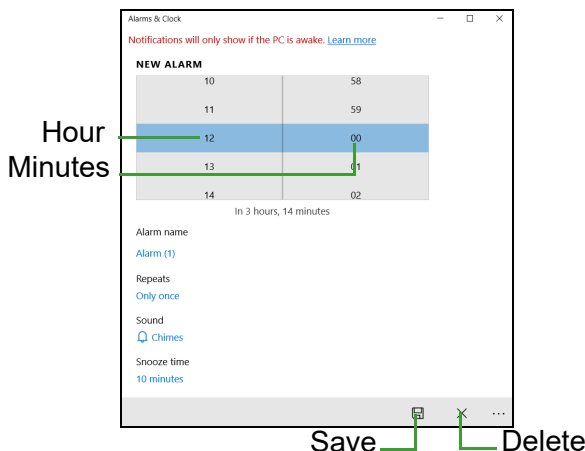 Alarms & Clock
Notifications will only show if the PC is awake. Learn more
NEW ALARM
10 58
11 59
Hour 12 00
Minutes 13 01
14 02
In 3 hours, 14 minutes
Alarm name
Alarm (1)
Repeats
Only once
Sound
Chimes
Snooze time
10 minutes
Save Delete